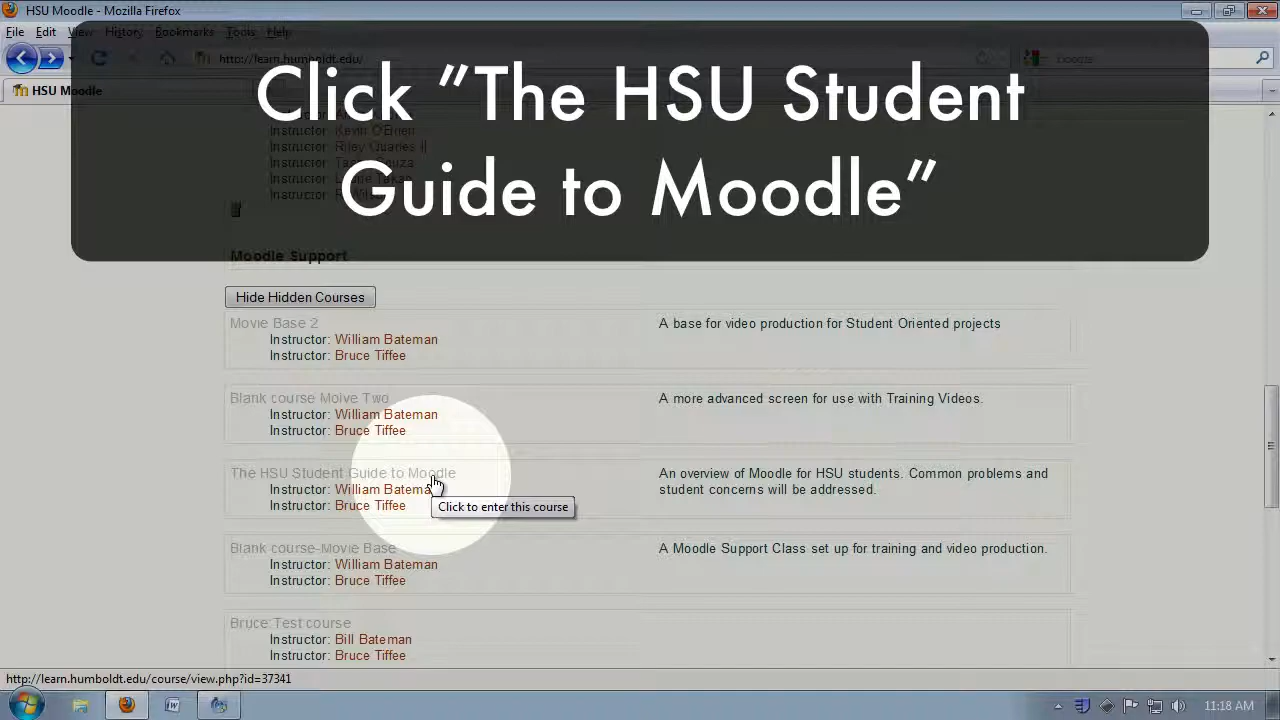 HSU Moodle - Mozilla Firefox
File Edit View History Bookmarks Tools Help
http://learn.humboldt.edu/
HSU Moodle
Click "The HSU Student
Guide to Moodle"
Instructor: Kevin O'Brien
Instructor: Riley Quarles II
Instructor:
Instructor:
Instructor:
Moodle Support
Hide Hidden Courses
Movie Base 2
A base for video production for Student Oriented projects
Instructor: William Bateman
Instructor: Bruce Tiffee
Blank course Moive Two
A more advanced screen for use with Training Videos.
Instructor: William Bateman
Instructor: Bruce Tiffee
The HSU Student Guide to Moodle
An overview of Moodle for HSU students. Common problems and
student concerns will be addressed.
Instructor: William Batema
Instructor: Bruce Tiffee
Click to enter this course
Blank course-Movie Base
A Moodle Support Class set up for training and video production.
Instructor: William Bateman
Instructor: Bruce Tiffee
Bruce Test course
Instructor: Bill Bateman
Instructor: Bruce Tiffee
http://learn.humboldt.edu/course/view.php?id=37341
11:18 AM